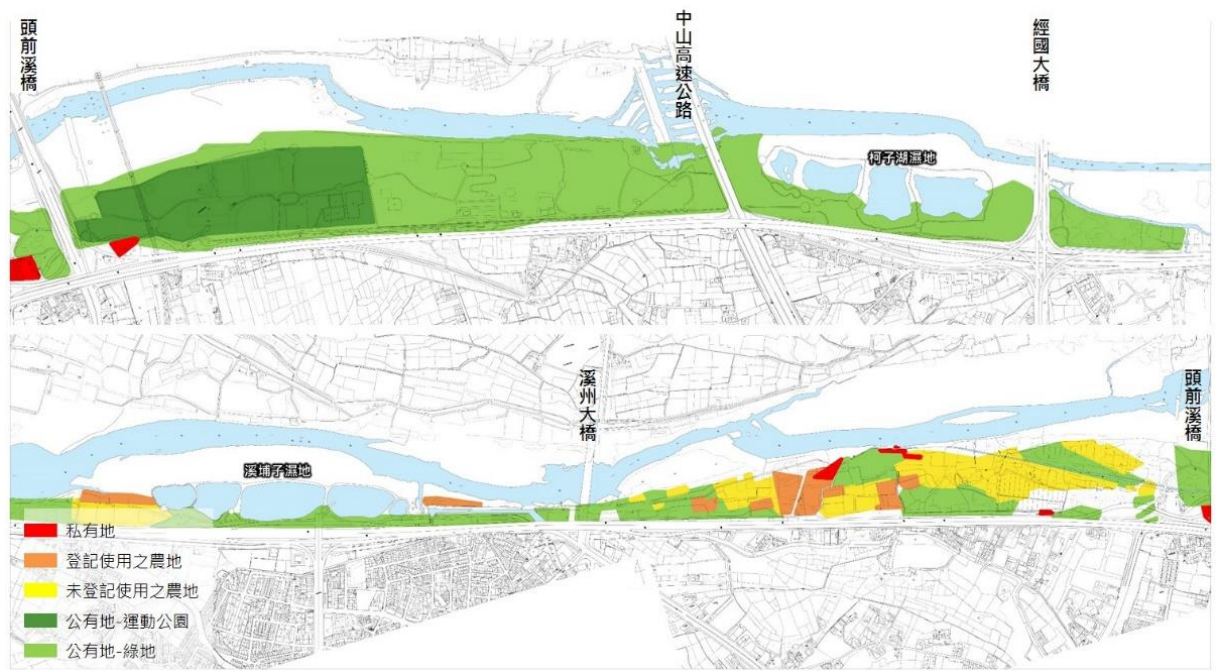 頭前溪橋
中山高速公路
經國大橋
柯子湖濕地
溪州大橋
頭前溪橋
溪埔子濕地
私有地
登記使用之農地
未登記使用之農地
公有地-運動公園
公有地-綠地